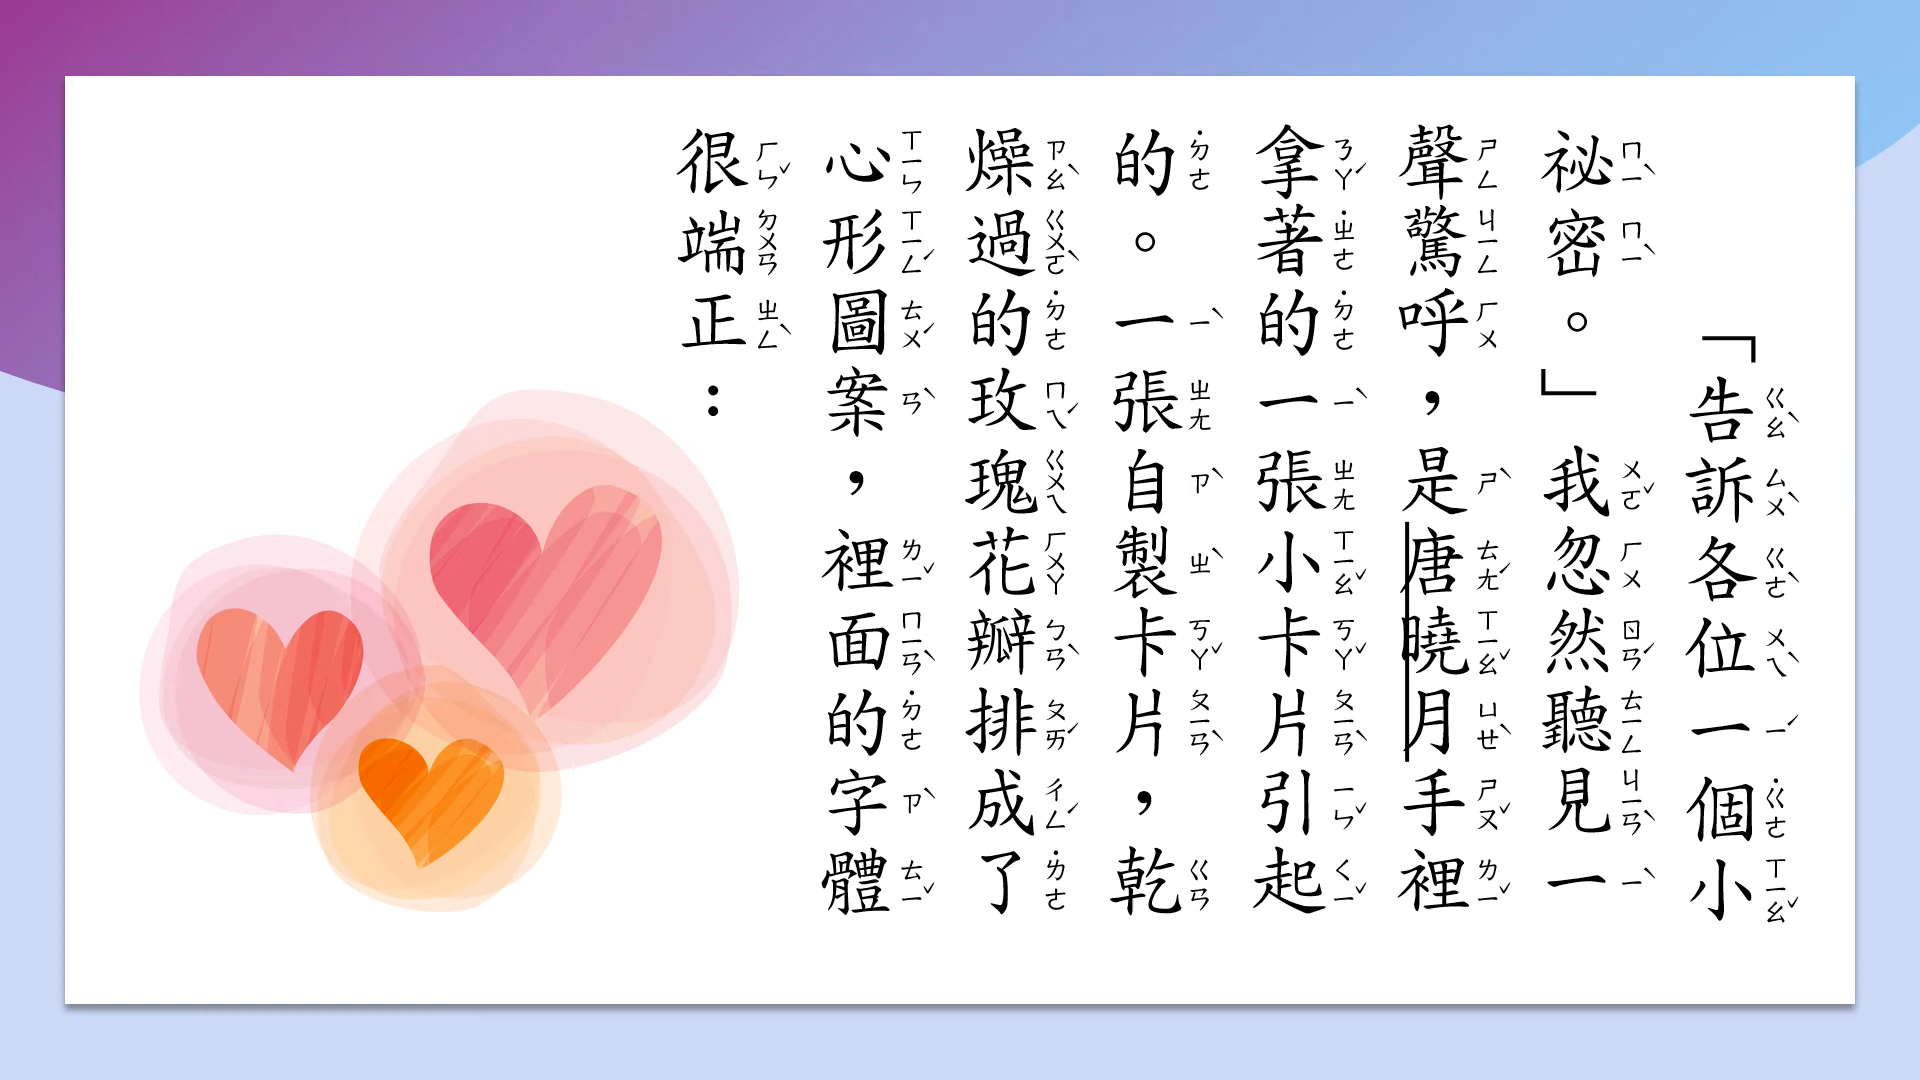 「告訴各位一個小
祕密。」我忽然聽見一
聲驚呼，是唐曉月手裡
拿著的一張小卡片引起
的。一張自製卡片，乾
燥過的玫瑰花瓣排成了
心形圖案，裡面的字體
很端正：